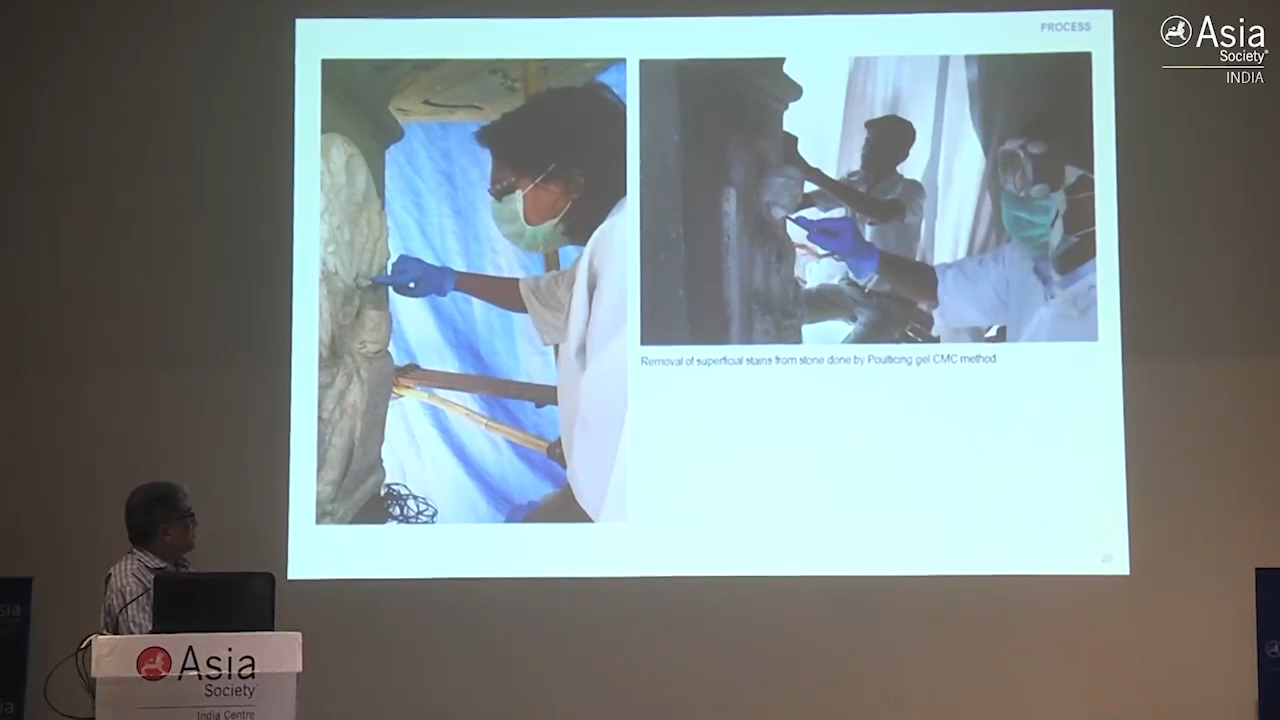 PROCESS
Asia
Society
INDIA
Removal of superficial stains from stone done by Poulticing gel CMC method
Asia
Society
India Centre